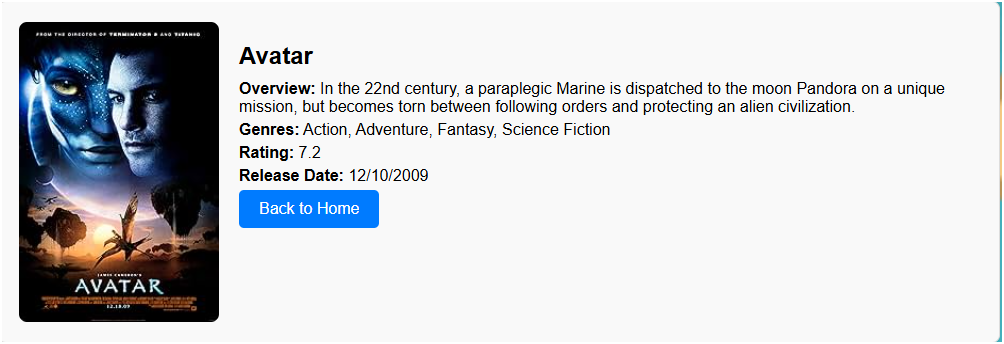 FROM THE DIRECTOR OF TERMINATOR 2 AND TITANIC
JAMES CAMERON'S
AVATAR
12.18.09
Avatar
Overview: In the 22nd century, a paraplegic Marine is dispatched to the moon Pandora on a unique
mission, but becomes torn between following orders and protecting an alien civilization.
Genres: Action, Adventure, Fantasy, Science Fiction
Rating: 7.2
Release Date: 12/10/2009
Back to Home